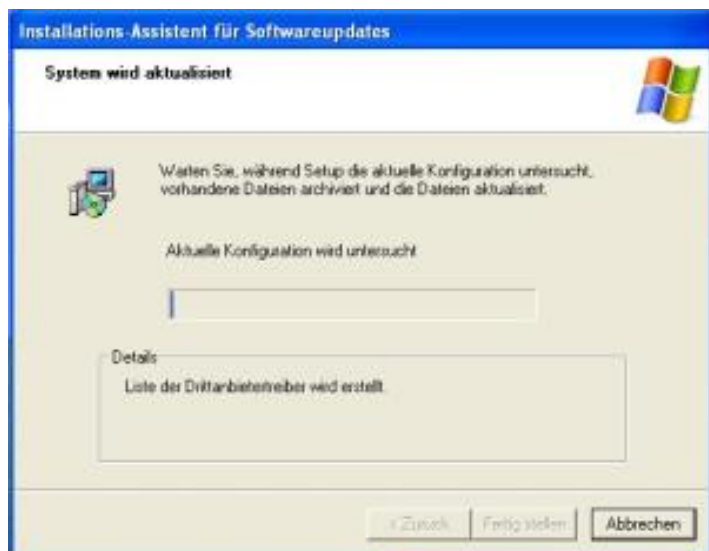 Installations-Assistent für Softwareupdates
System wird aktualisiert
Warten Sie, während Setup die aktuelle Konfiguration untersucht,
vorhandene Dateien archiviert und die Dateien aktualisiert.
Aktuelle Konfiguration wird untersucht
Details
Liste der Drittanbietertreiber wird erstellt.
< Zurück
Fertig stellen
Abbrechen